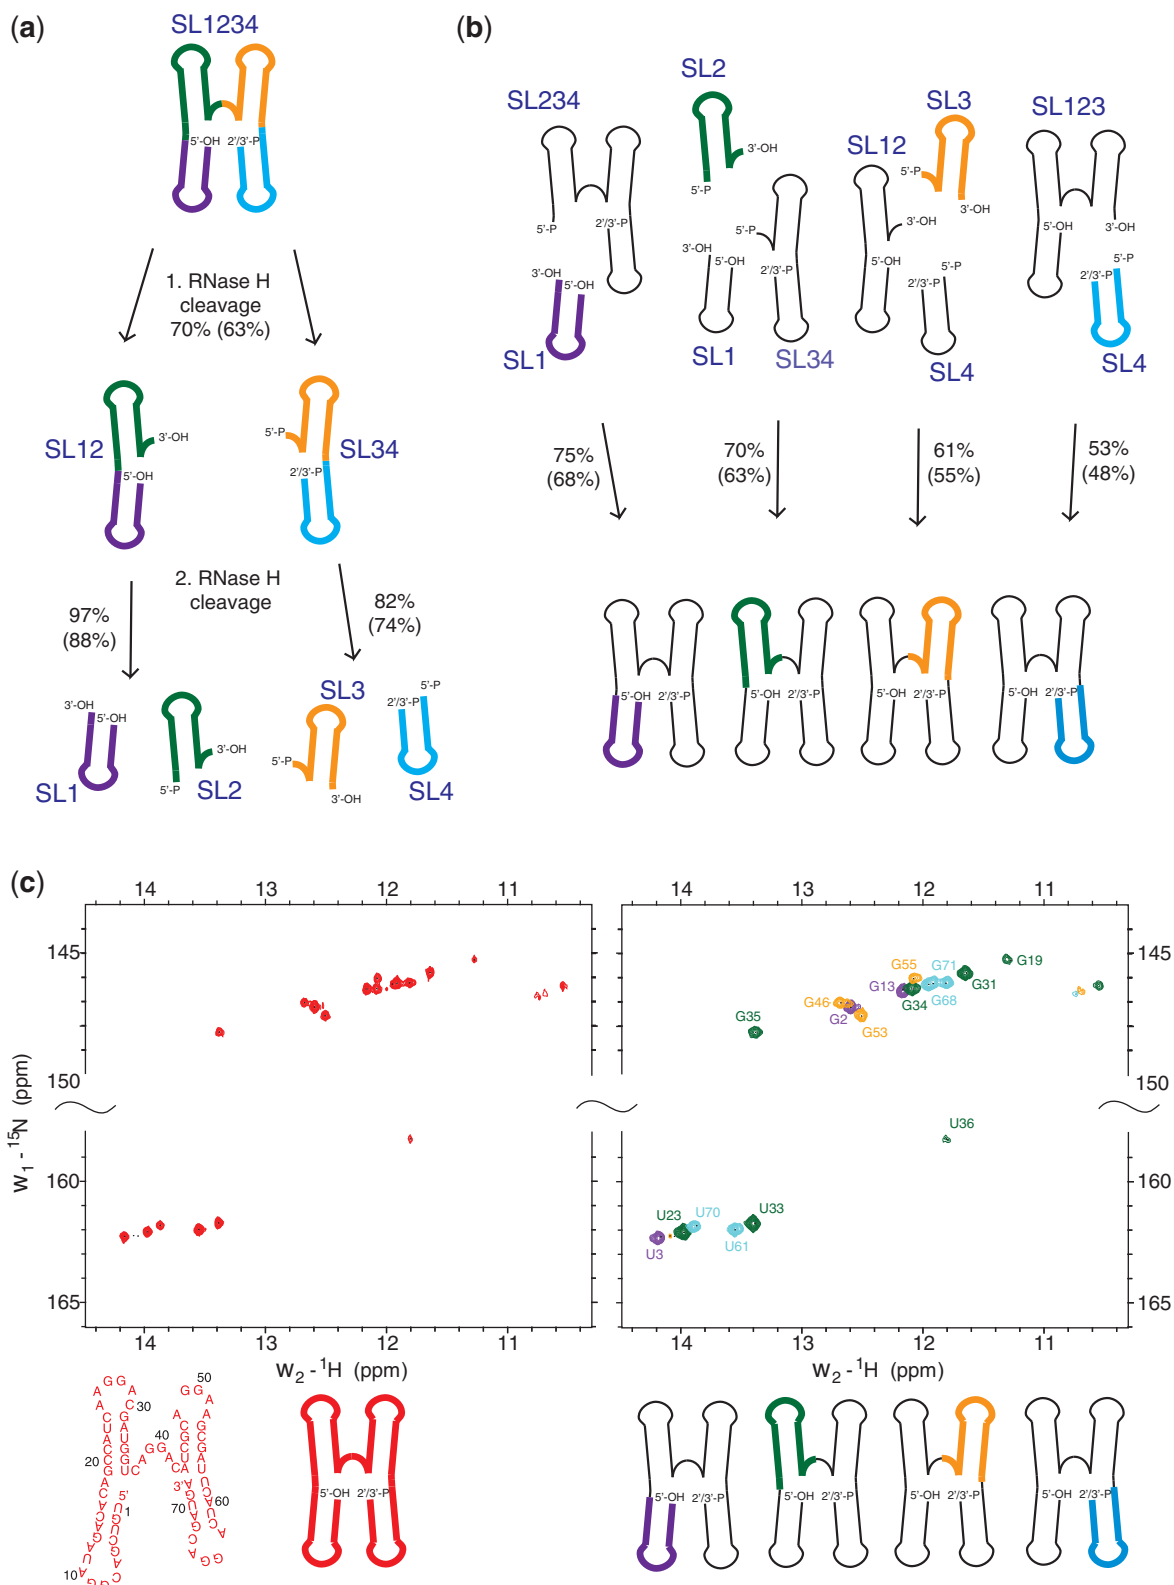 (a)
SL1234
5'-OH 2'/3'-P
1. RNase H
cleavage
70% (63%)
SL12
3'-OH
5'-OH
5'-P
SL34
2'/3'-P
2. RNase H
cleavage
97%
(88%)
82%
(74%)
3'-OH
5'-OH
SL1
3'-OH
5'-P
SL2
SL3
5'-P
3'-OH
5'-P
2'/3'-P
SL4
(b)
SL234
5'-P
2'/3'-P
3'-OH
5'-OH
SL1
SL2
3'-OH
5'-P
5'-P
3'-OH
5'-OH
2'/3'-P
SL1
SL34
SL12
3'-OH
5'-OH
SL3
5'-P
3'-OH
5'-P
2'/3'-P
SL4
SL123
5'-OH
3'-OH
5'-P
2'/3'-P
SL4
75%
(68%)
70%
(63%)
61%
(55%)
53%
(48%)
5'-OH 2'/3'-P
5'-OH 2'/3'-P
5'-OH 2'/3'-P
5'-OH 2'/3'-P
(c)
14 13 12 11
14 13 12 11
145
150
160
165
w1 - 15N (ppm)
14 13 12 11
w2 - 1H (ppm)
G55
G71
G19
G13
G31
G46
G34
G68
G2
G53
G35
U36
U23
U70
U33
U3
U61
145
150
160
165
14 13 12 11
w2 - 1H (ppm)
50
30
40
20
5'
3'
1
60
70
10
5'-OH 2'/3'-P
5'-OH 2'/3'-P
5'-OH 2'/3'-P
5'-OH 2'/3'-P
5'-OH 2'/3'-P